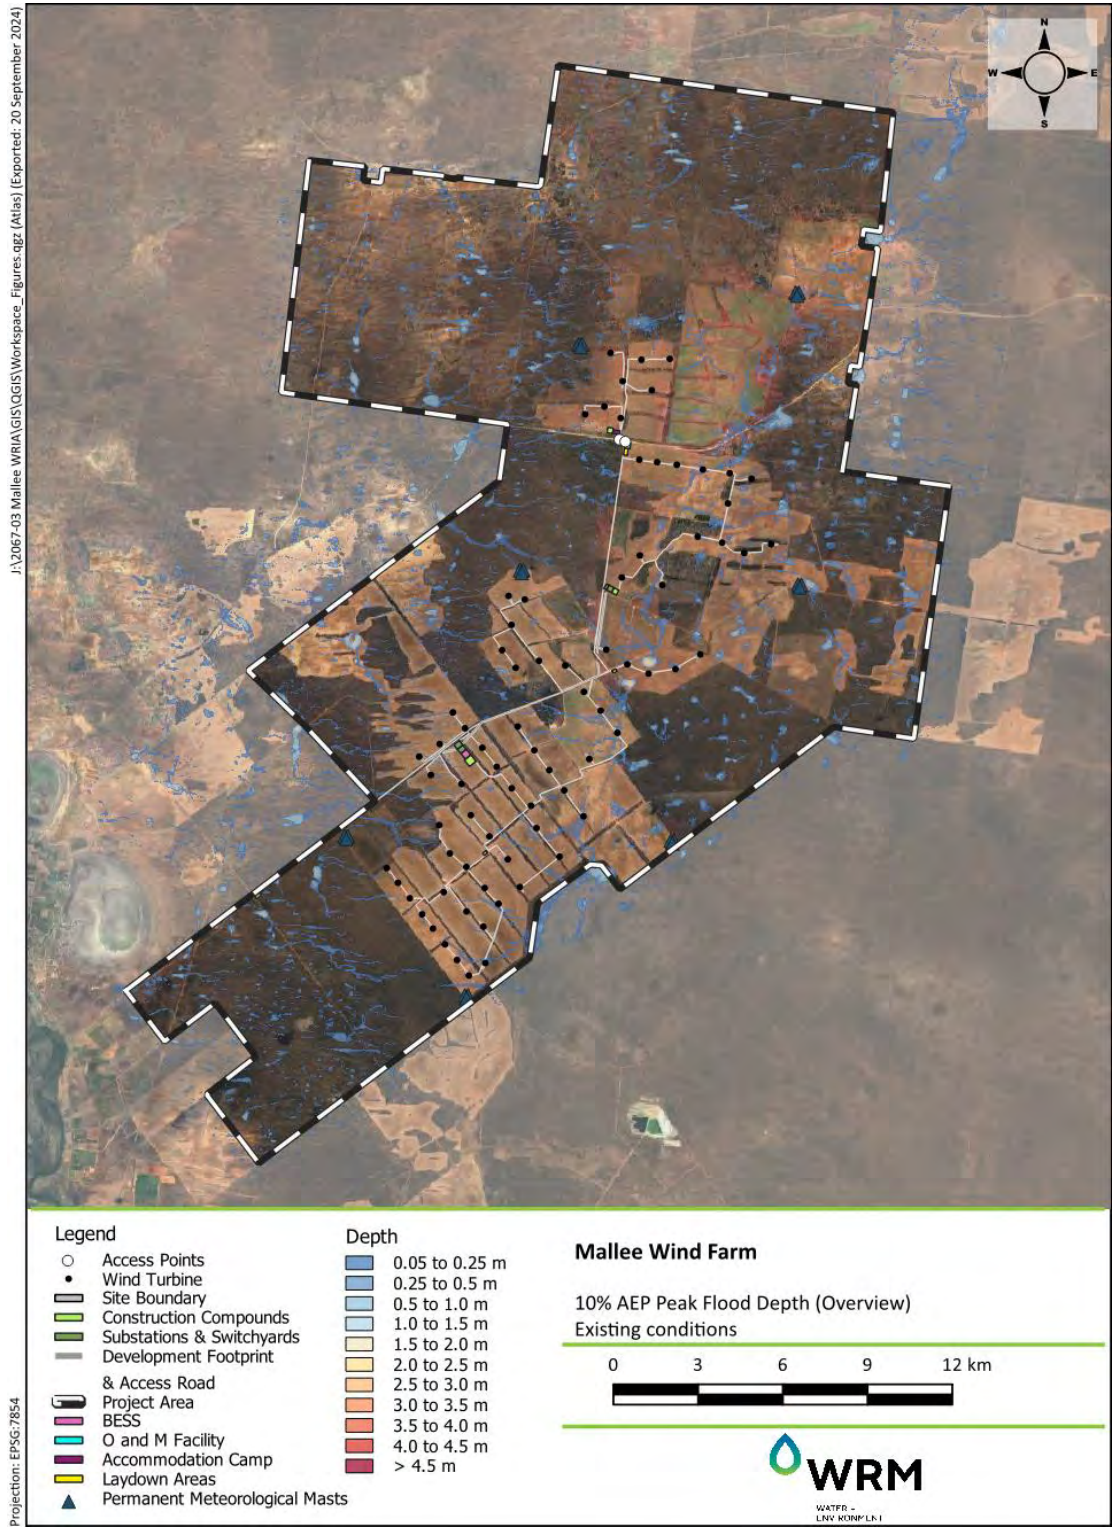 J:\2067-03 Mallee WRIA\GIS\QGIS\Workspace_Figures.qgz (Atlas) (Exported: 20 September 2024)
N
W E
S
Legend
Access Points
Wind Turbine
Site Boundary
Construction Compounds
Substations & Switchyards
Development Footprint
& Access Road
Project Area
BESS
O and M Facility
Accommodation Camp
Laydown Areas
Permanent Meteorological Masts
Depth
0.05 to 0.25 m
0.25 to 0.5 m
0.5 to 1.0 m
1.0 to 1.5 m
1.5 to 2.0 m
2.0 to 2.5 m
2.5 to 3.0 m
3.0 to 3.5 m
3.5 to 4.0 m
4.0 to 4.5 m
> 4.5 m
Mallee Wind Farm
10% AEP Peak Flood Depth (Overview)
Existing conditions
0 3 6 9 12 km
WRM
WATER +
ENVIRONMENT
Projection: EPSG:7854